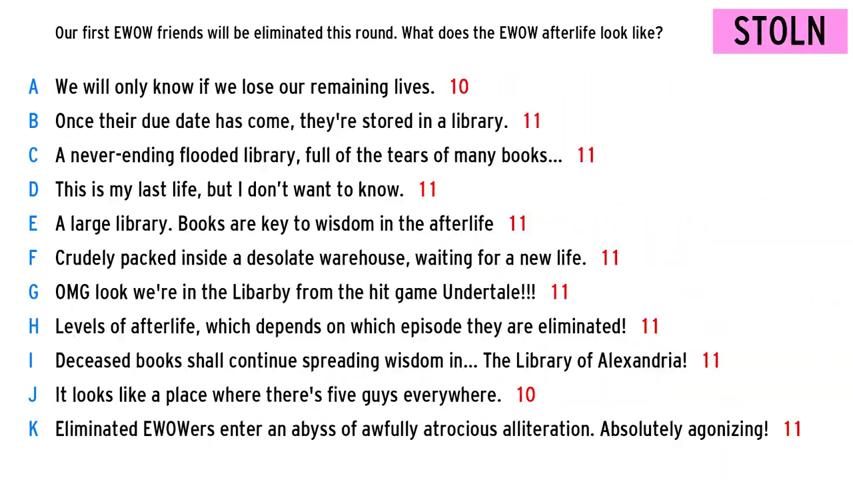 Our first EWOW friends will be eliminated this round. What does the EWOW afterlife look like?
STOLN
A We will only know if we lose our remaining lives. 10
B Once their due date has come, they're stored in a library. 11
C A never-ending flooded library, full of the tears of many books... 11
D This is my last life, but I don’t want to know. 11
E A large library. Books are key to wisdom in the afterlife 11
F Crudely packed inside a desolate warehouse, waiting for a new life. 11
G OMG look we're in the Libarby from the hit game Undertale!!! 11
H Levels of afterlife, which depends on which episode they are eliminated! 11
I Deceased books shall continue spreading wisdom in... The Library of Alexandria! 11
J It looks like a place where there's five guys everywhere. 10
K Eliminated EWOWers enter an abyss of awfully atrocious alliteration. Absolutely agonizing! 11